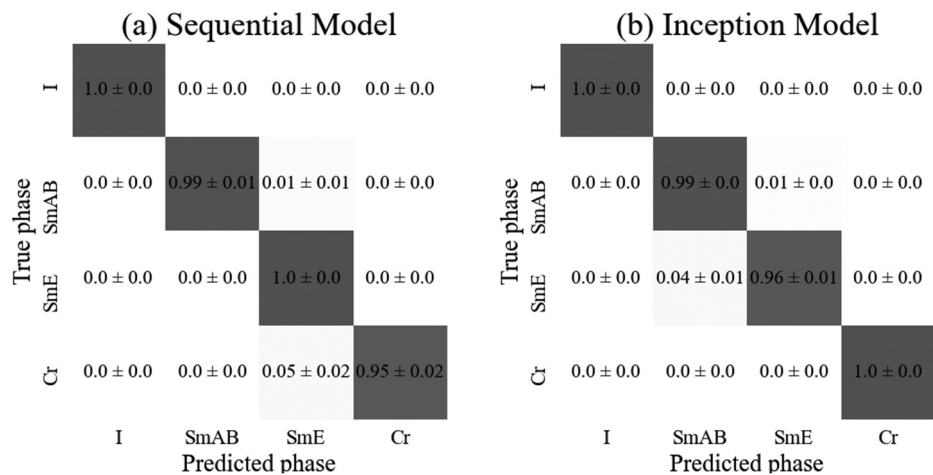 (a) Sequential Model
I 1.0 ± 0.0 0.0 ± 0.0 0.0 ± 0.0 0.0 ± 0.0
SmAB 0.0 ± 0.0 0.99 ± 0.01 0.01 ± 0.01 0.0 ± 0.0
True phase
SmE 0.0 ± 0.0 0.0 ± 0.0 1.0 ± 0.0 0.0 ± 0.0
Cr 0.0 ± 0.0 0.0 ± 0.0 0.05 ± 0.02 0.95 ± 0.02
I SmAB SmE Cr
Predicted phase
(b) Inception Model
I 1.0 ± 0.0 0.0 ± 0.0 0.0 ± 0.0 0.0 ± 0.0
SmAB 0.0 ± 0.0 0.99 ± 0.0 0.01 ± 0.0 0.0 ± 0.0
True phase
SmE 0.0 ± 0.0 0.04 ± 0.01 0.96 ± 0.01 0.0 ± 0.0
Cr 0.0 ± 0.0 0.0 ± 0.0 0.0 ± 0.0 1.0 ± 0.0
I SmAB SmE Cr
Predicted phase